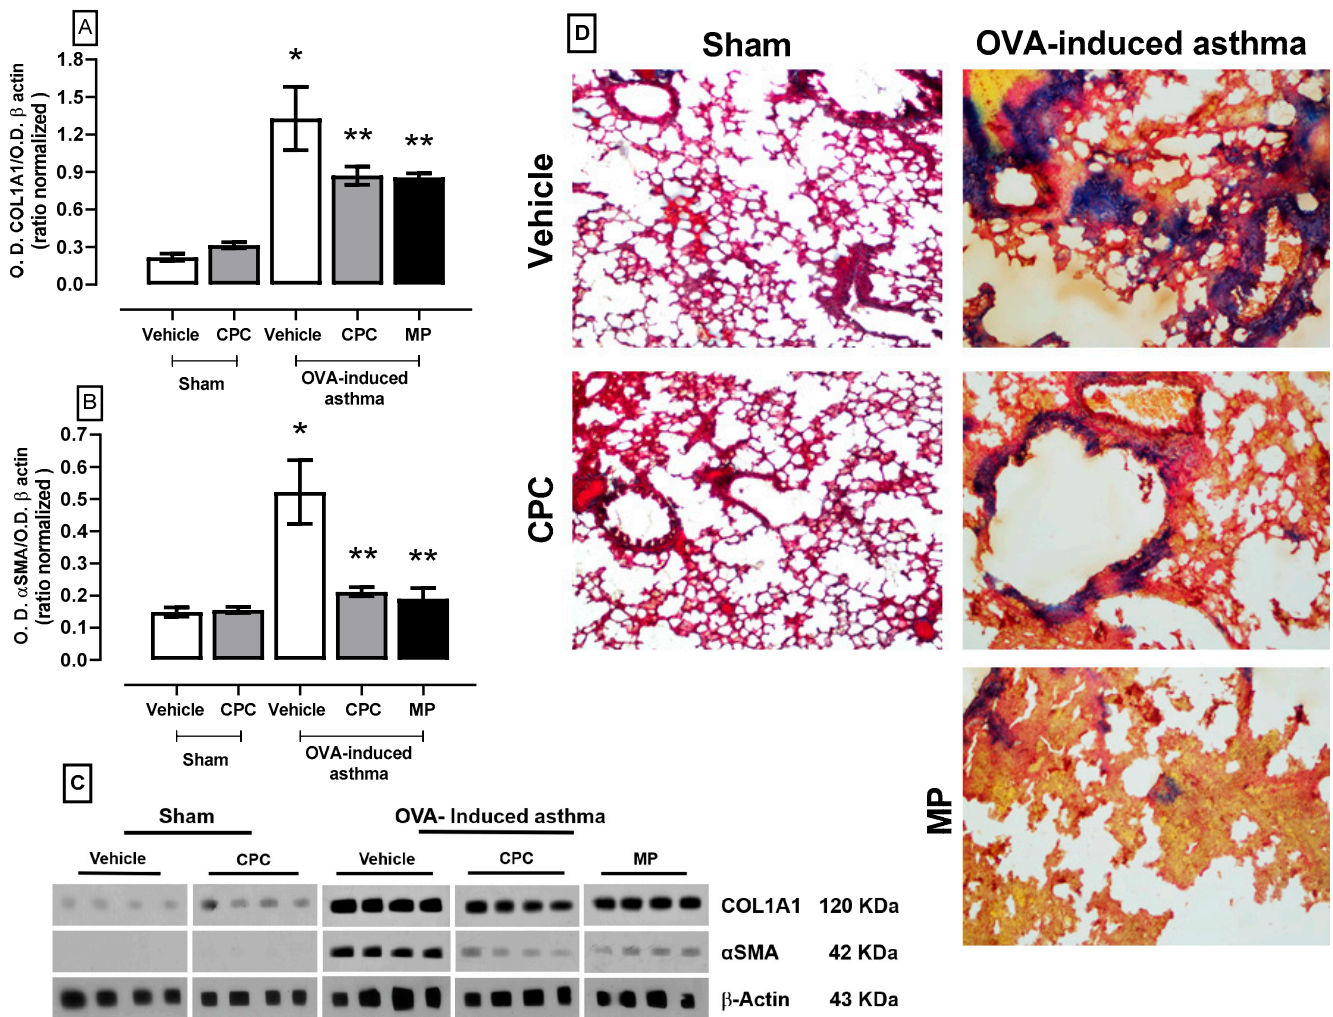 A
O. D. COL1A1/O.D. β actin
(ratio normalized )
1.8
1.5
1.2
0.9
0.6
0.3
0.0
*
**
**
Vehicle CPC Vehicle CPC MP
Sham
OVA-induced
asthma
B
O. D. αSMA/O.D. β actin
(ratio normalized )
0.7
0.6
0.5
0.4
0.3
0.2
0.1
0.0
*
**
**
Vehicle CPC Vehicle CPC MP
Sham
OVA-induced
asthma
C
Sham
OVA- Induced asthma
Vehicle CPC Vehicle CPC MP
COL1A1 120 KDa
αSMA 42 KDa
β-Actin 43 KDa
D
Sham
OVA-induced asthma
Vehicle
CPC
MP